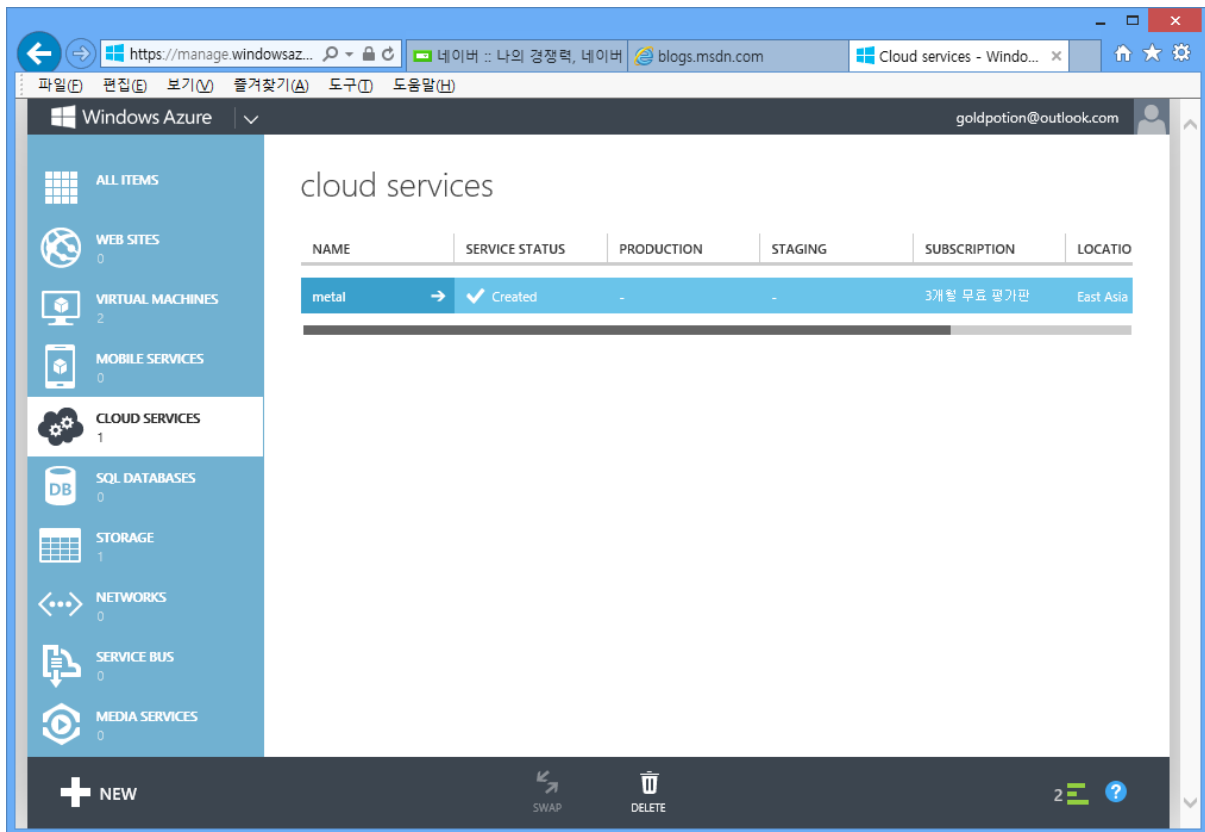 https://manage.windowsaz...
네이버 :: 나의 경쟁력, 네이버
blogs.msdn.com
Cloud services - Windo...
파일(F) 편집(E) 보기(V) 즐겨찾기(A) 도구(T) 도움말(H)
Windows Azure
goldpotion@outlook.com
ALL ITEMS
WEB SITES
0
VIRTUAL MACHINES
2
MOBILE SERVICES
0
CLOUD SERVICES
1
SQL DATABASES
0
DB
STORAGE
1
NETWORKS
0
SERVICE BUS
0
MEDIA SERVICES
0
cloud services
NAME SERVICE STATUS PRODUCTION STAGING SUBSCRIPTION LOCATIO
metal Created - - 3개월 무료 평가판 East Asia
NEW
SWAP
DELETE
2
?